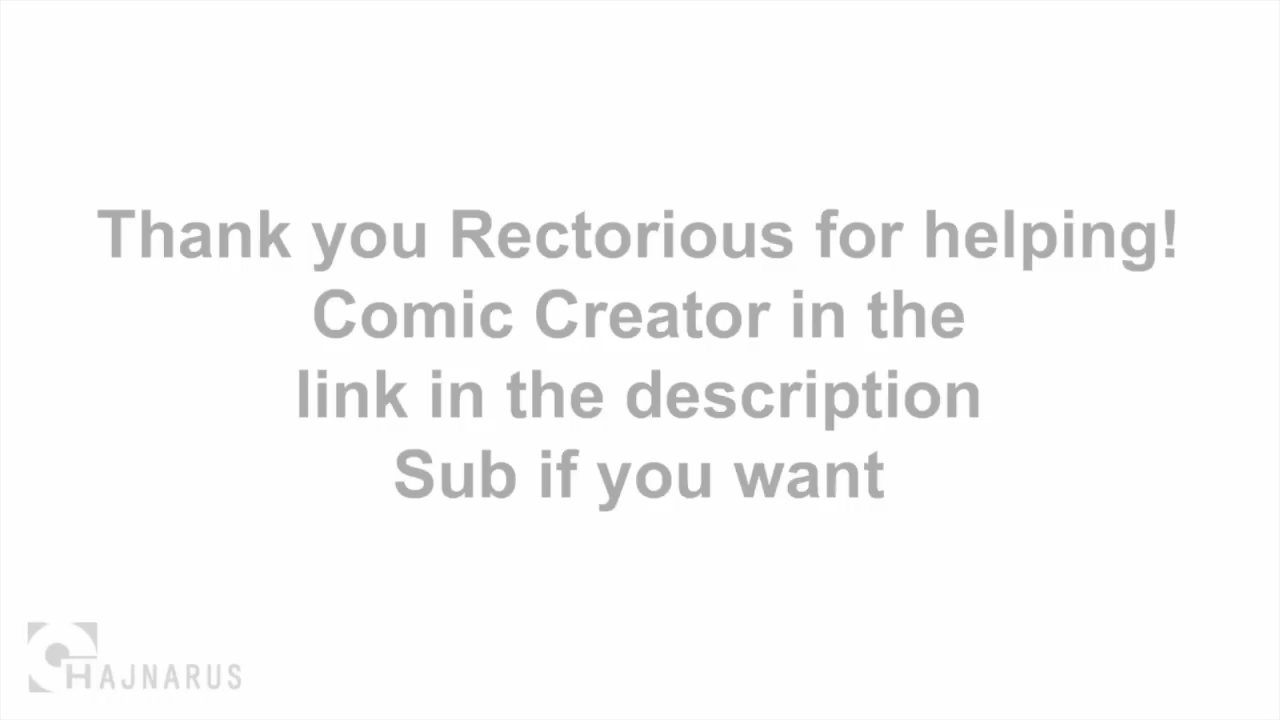 Thank you Rectorious for helping!
Comic Creator in the
link in the description
Sub if you want
HAJNARUS